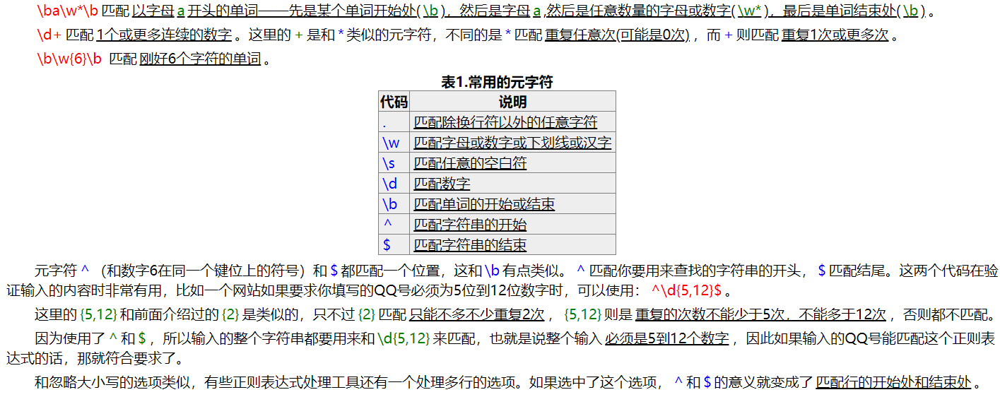 \ba\w*\b 匹配 以字母 a 开头的单词——先是某个单词开始处( \b )，然后是字母 a ,然后是任意数量的字母或数字( \w* )，最后是单词结束处( \b ) 。
\d+ 匹配 1个或更多连续的数字 。这里的 + 是和 * 类似的元字符，不同的是 * 匹配 重复任意次(可能是0次) ，而 + 则匹配 重复1次或更多次 。
\b\w{6}\b 匹配 刚好6个字符的单词 。
表1.常用的元字符
代码 说明
. 匹配除换行符以外的任意字符
\w 匹配字母或数字或下划线或汉字
\s 匹配任意的空白符
\d 匹配数字
\b 匹配单词的开始或结束
^ 匹配字符串的开始
$ 匹配字符串的结束
元字符 ^ （和数字6在同一个键位上的符号）和 $ 都匹配一个位置，这和 \b 有点类似。 ^ 匹配你要用来查找的字符串的开头， $ 匹配结尾。这两个代码在验
证输入的内容时非常有用，比如一个网站如果要求你填写的QQ号必须为5位到12位数字时，可以使用： ^\d{5,12}$ 。
这里的 {5,12} 和前面介绍过的 {2} 是类似的，只不过 {2} 匹配 只能不多不少重复2次 ， {5,12} 则是 重复的次数不能少于5次，不能多于12次 ，否则都不匹配。
因为使用了 ^ 和 $ ，所以输入的整个字符串都要用来和 \d{5,12} 来匹配，也就是说整个输入 必须是5到12个数字 ，因此如果输入的QQ号能匹配这个正则表
达式的话，那就符合要求了。
和忽略大小写的选项类似，有些正则表达式处理工具还有一个处理多行的选项。如果选中了这个选项， ^ 和 $ 的意义就变成了 匹配行的开始处和结束处 。